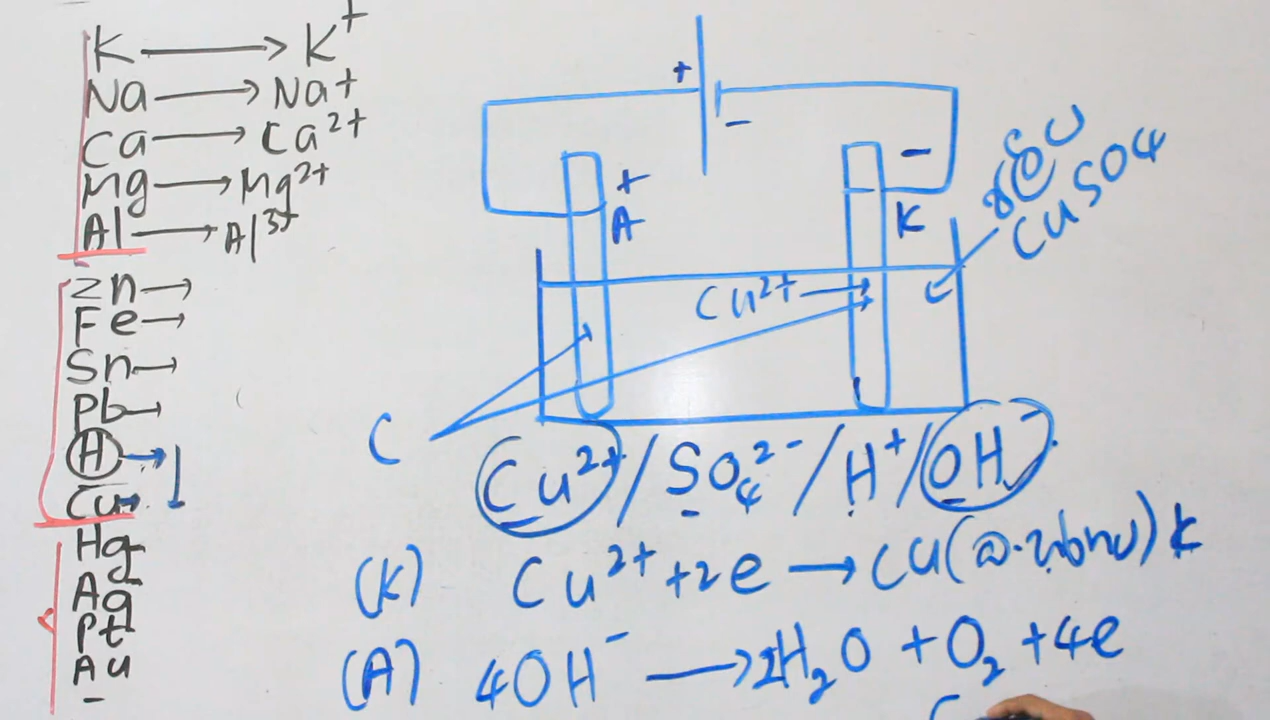 K → K⁺
Na → Na+
Ca → Ca²⁺
Mg → Mg²⁺
Al → Al³⁺
Zn →
Fe →
Sn →
Pb →
H →
Cu →
Hg
Ag
Pt
Au
+
-
+
A
-
K
CuSO4
Cu²⁺ →
C
Cu²⁺/SO₄²⁻/H⁺/OH⁻
(K) Cu²⁺ + 2e → Cu( ) K
(A) 4OH⁻ → 2H₂O + O₂ + 4e